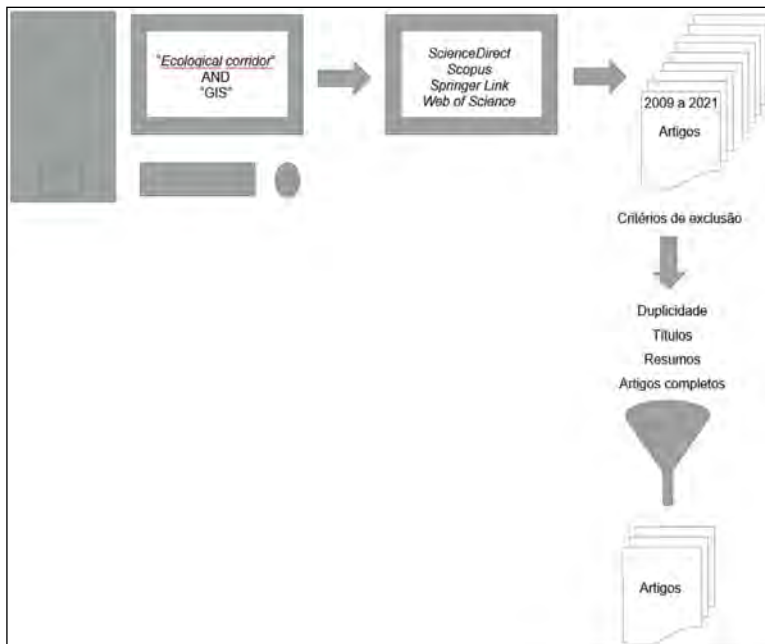 "Ecological corridor"
AND
"GIS"
ScienceDirect
Scopus
Springer Link
Web of Science
2009 a 2021
Artigos
Critérios de exclusão
Duplicidade
Títulos
Resumos
Artigos completos
Artigos